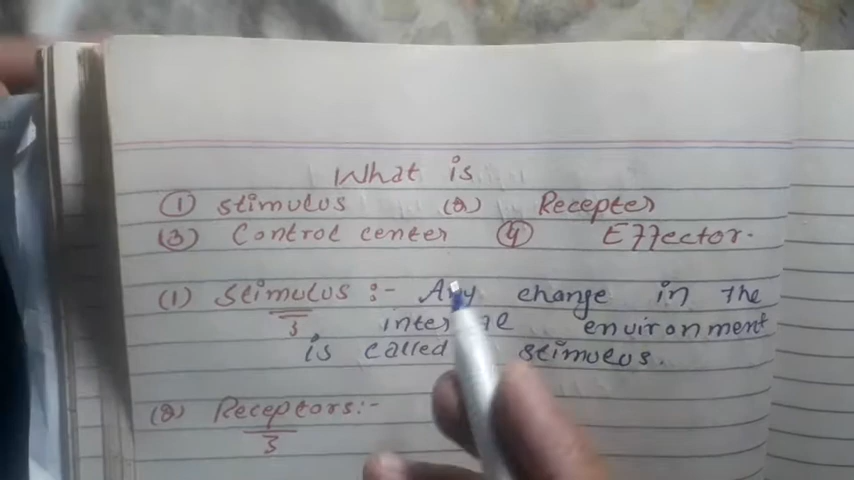 What is
(1) stimulus (2) Recepter
(3) Control center (4) Effector.
(1) Stimulus :- Any change in the
3 environment
is called stimulus.
(2) Receptors:-
3